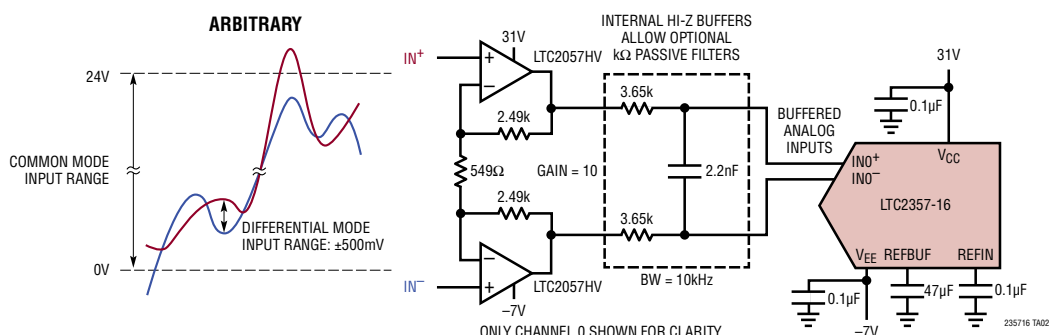 ARBITRARY
24V
COMMON MODE
INPUT RANGE
DIFFERENTIAL MODE
INPUT RANGE: ±500mV
0V
IN+
31V
LTC2057HV
2.49k
549Ω
GAIN = 10
2.49k
LTC2057HV
–7V
IN–
INTERNAL HI-Z BUFFERS
ALLOW OPTIONAL
kΩ PASSIVE FILTERS
3.65k
2.2nF
3.65k
BW = 10kHz
BUFFERED
ANALOG
INPUTS
31V
0.1µF
VCC
IN0+
IN0–
LTC2357-16
VEE REFBUF REFIN
0.1µF
47µF
0.1µF
–7V
ONLY CHANNEL 0 SHOWN FOR CLARITY
235716 TA02